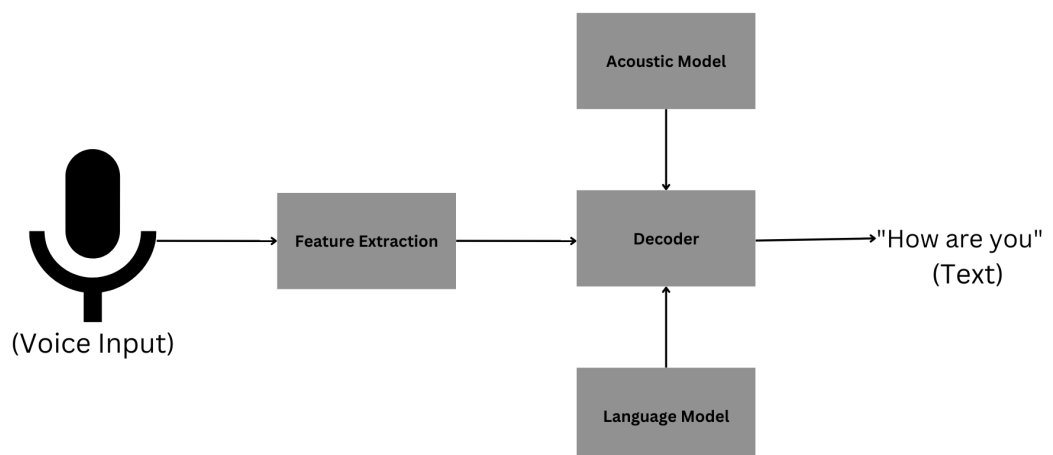 Acoustic Model
(Voice Input)
Feature Extraction
Decoder
"How are you"
(Text)
Language Model